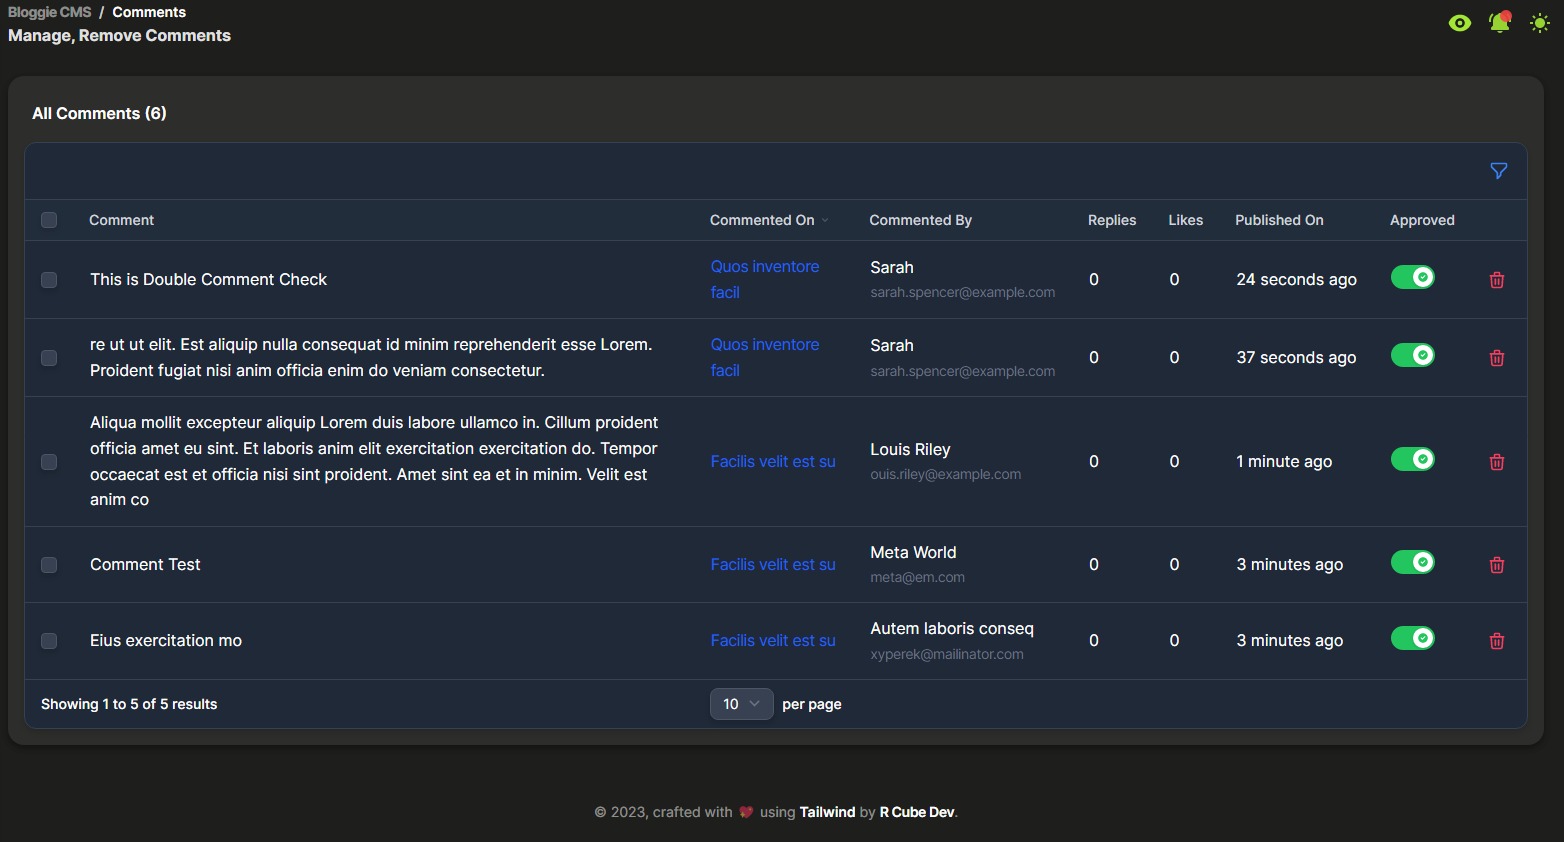 Bloggie CMS / Comments
Manage, Remove Comments
All Comments (6)
Comment Commented On Commented By Replies Likes Published On Approved
This is Double Comment Check
Quos inventore
facil
Sarah
sarah.spencer@example.com
0 0 24 seconds ago
re ut ut elit. Est aliquip nulla consequat id minim reprehenderit esse Lorem.
Proident fugiat nisi anim officia enim do veniam consectetur.
Quos inventore
facil
Sarah
sarah.spencer@example.com
0 0 37 seconds ago
Aliqua mollit excepteur aliquip Lorem duis labore ullamco in. Cillum proident
officia amet eu sint. Et laboris anim elit exercitation exercitation do. Tempor
occaecat est et officia nisi sint proident. Amet sint ea et in minim. Velit est
anim co
Facilis velit est su
Louis Riley
ouis.riley@example.com
0 0 1 minute ago
Comment Test
Facilis velit est su
Meta World
meta@em.com
0 0 3 minutes ago
Eius exercitation mo
Facilis velit est su
Autem laboris conseq
xyperek@mailinator.com
0 0 3 minutes ago
Showing 1 to 5 of 5 results
10 per page
© 2023, crafted with 💖 using Tailwind by R Cube Dev.